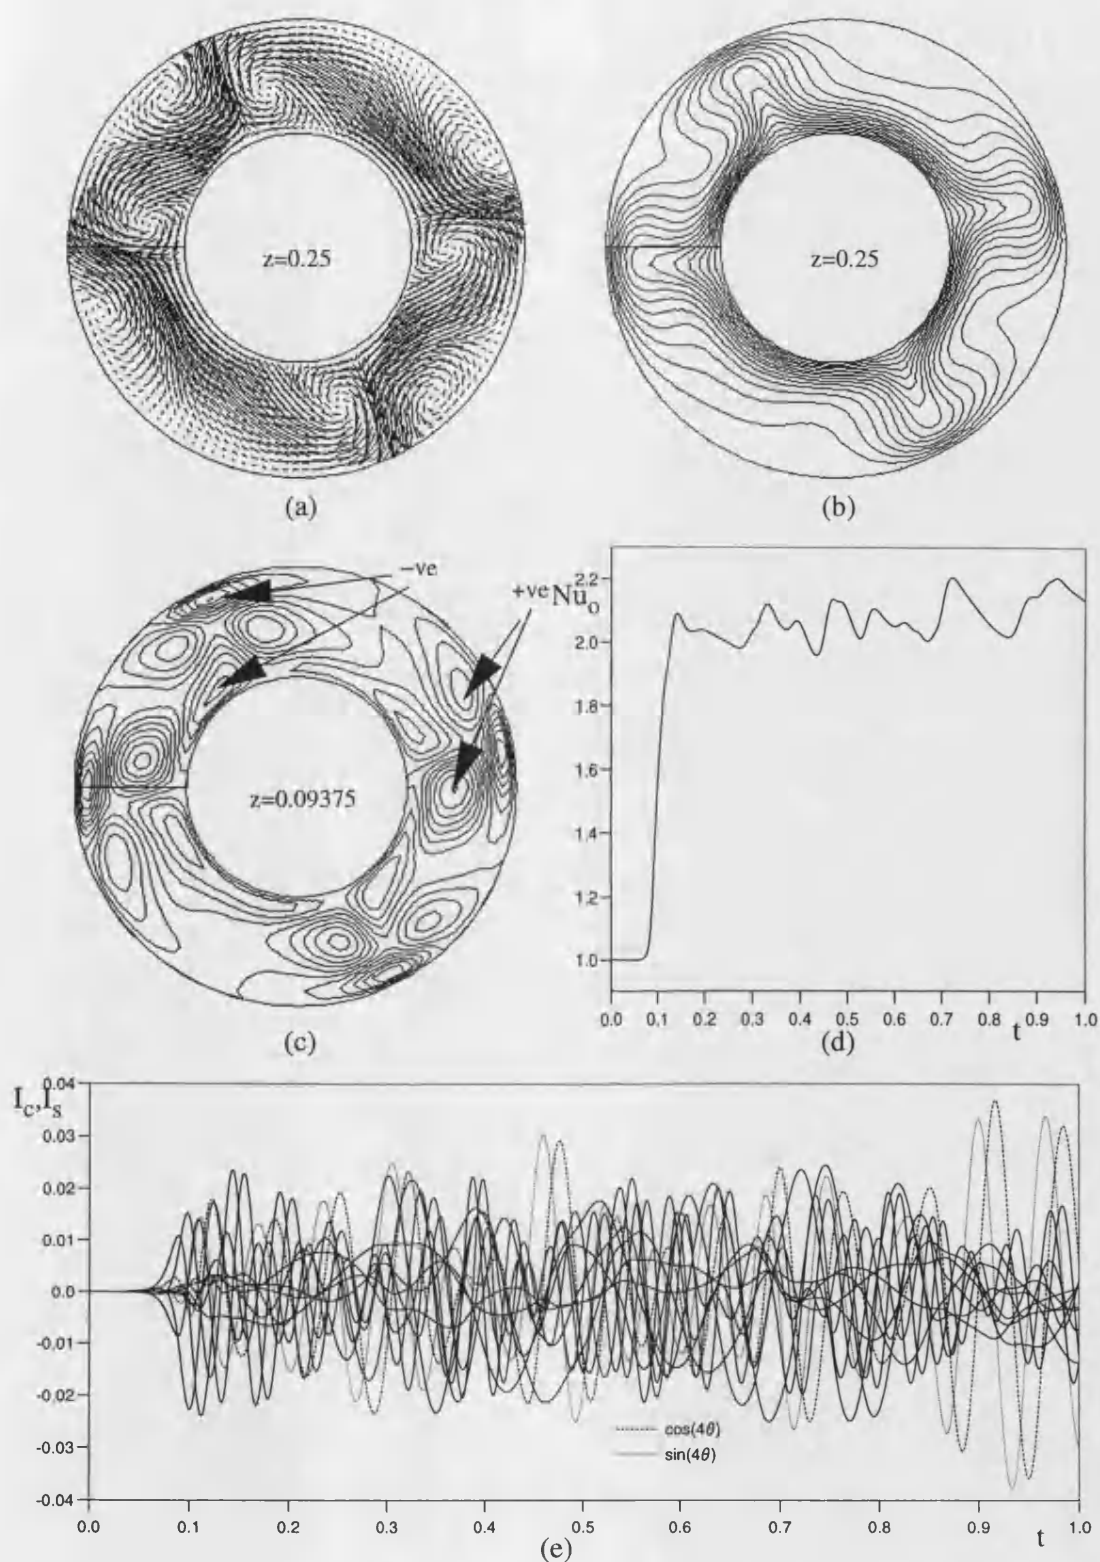 z=0.25
z=0.25
(a)
(b)
−ve
+ve
Nu
o
2.2
2.0
1.8
1.6
1.4
1.2
1.0
z=0.09375
0.0 0.1 0.2 0.3 0.4 0.5 0.6 0.7 0.8 0.9 1.0
t
(c)
(d)
I_c,I_s
0.04
0.03
0.02
0.01
0.0
-0.01
-0.02
-0.03
-0.04
cos(4θ)
sin(4θ)
0.0 0.1 0.2 0.3 0.4 0.5 0.6 0.7 0.8 0.9 1.0
t
(e)